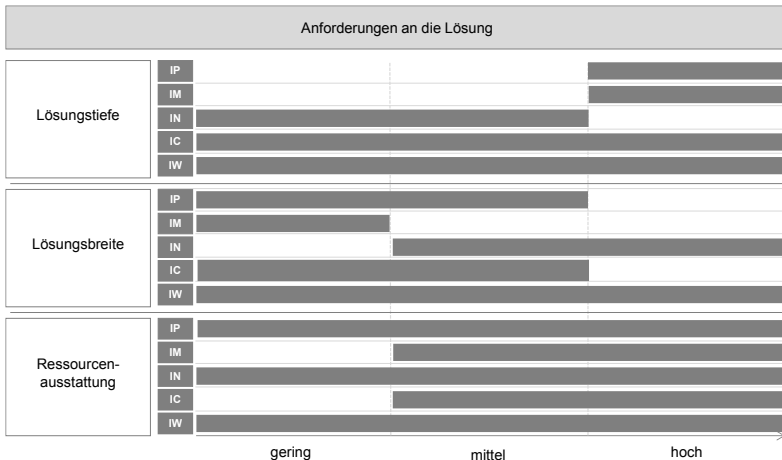 Anforderungen an die Lösung
Lösungstiefe
IP
IM
IN
IC
IW
Lösungsbreite
IP
IM
IN
IC
IW
Ressourcen-
ausstattung
IP
IM
IN
IC
IW
gering mittel hoch